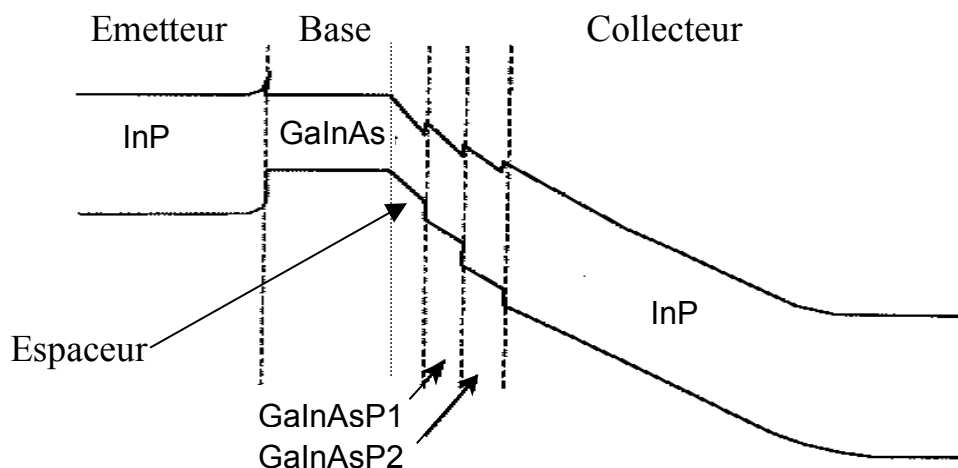 Emetteur Base Collecteur
InP GaInAs
Espaceur
InP
GaInAsP1
GaInAsP2